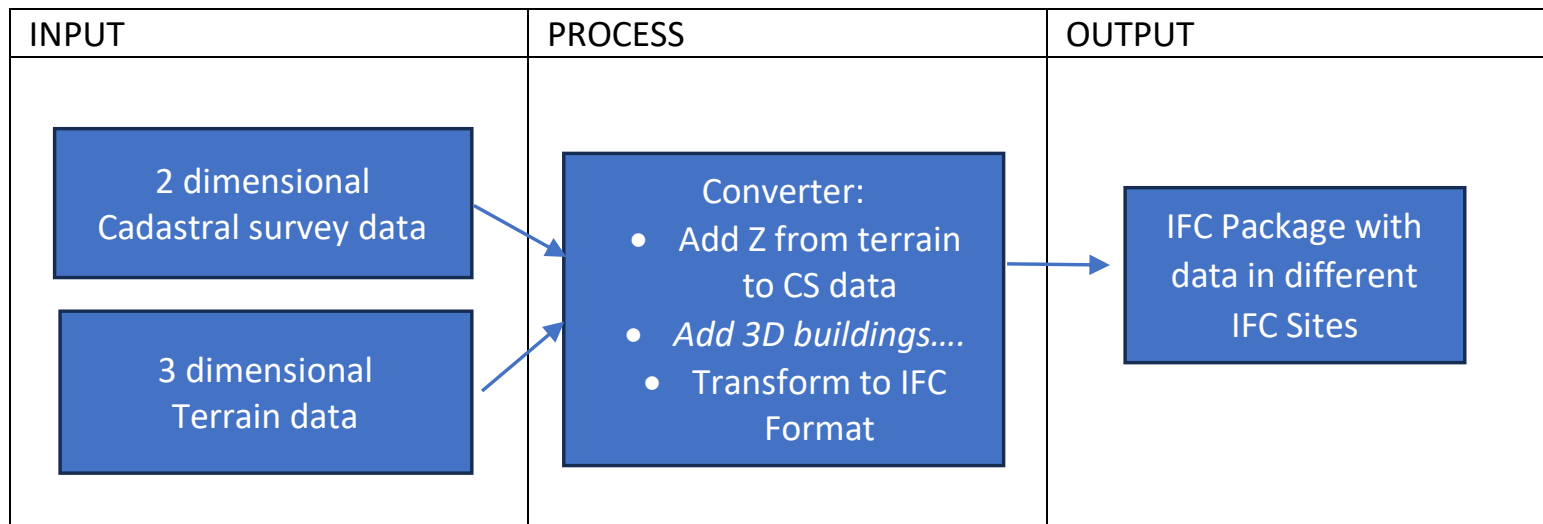 INPUT
PROCESS
OUTPUT
2 dimensional
Cadastral survey data
3 dimensional
Terrain data
Converter:
• Add Z from terrain
to CS data
• Add 3D buildings....
• Transform to IFC
Format
IFC Package with
data in different
IFC Sites